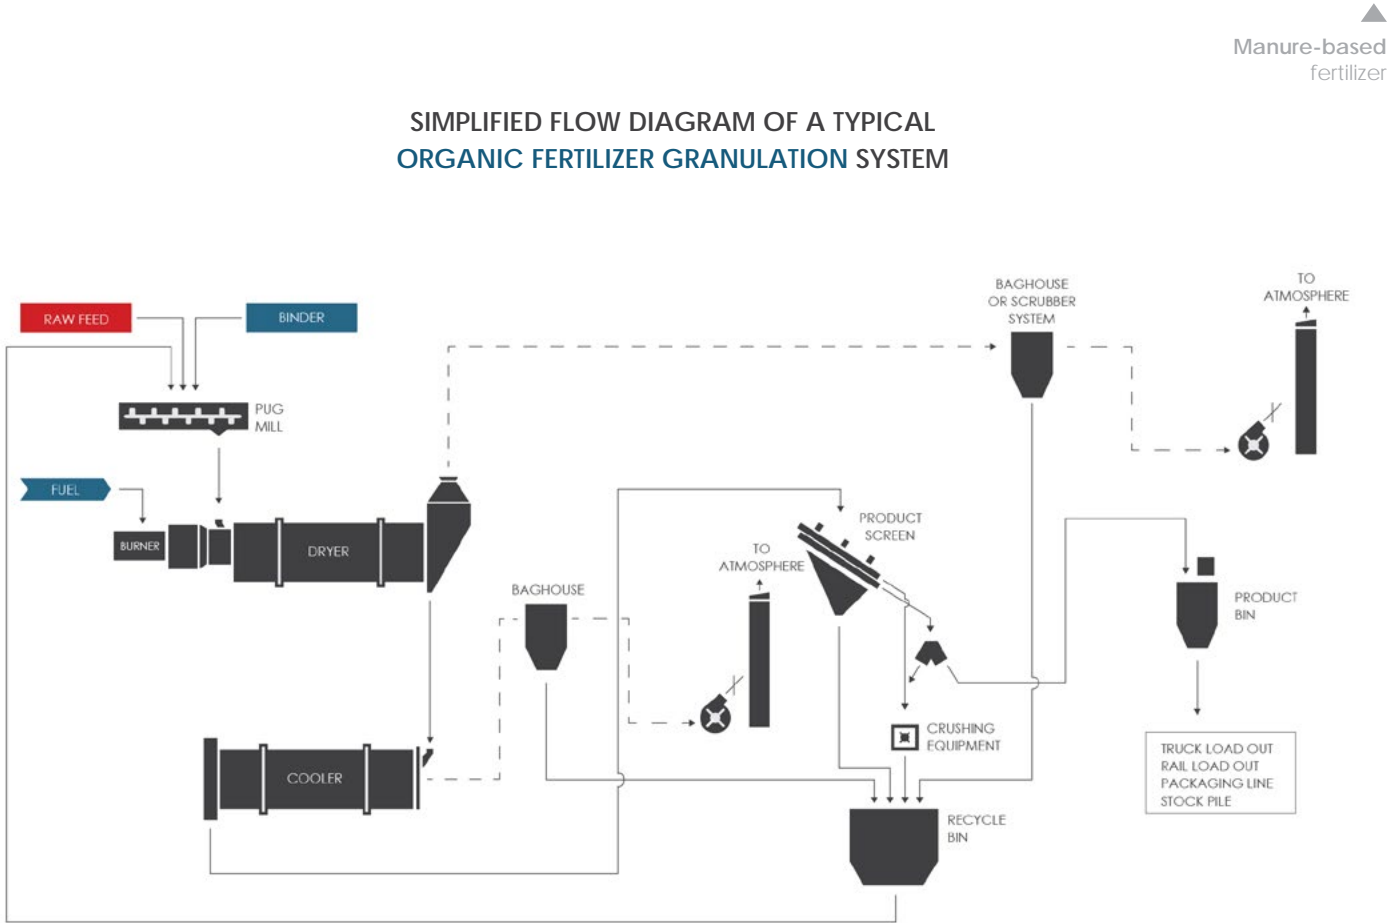 Manure-based
fertilizer
SIMPLIFIED FLOW DIAGRAM OF A TYPICAL
ORGANIC FERTILIZER GRANULATION SYSTEM
RAW FEED
BINDER
BAGHOUSE
OR SCRUBBER
SYSTEM
TO
ATMOSPHERE
PUG
MILL
FUEL
BURNER
DRYER
PRODUCT
SCREEN
TO
ATMOSPHERE
BAGHOUSE
PRODUCT
BIN
CRUSHING
EQUIPMENT
COOLER
TRUCK LOAD OUT
RAIL LOAD OUT
PACKAGING LINE
STOCK PILE
RECYCLE
BIN